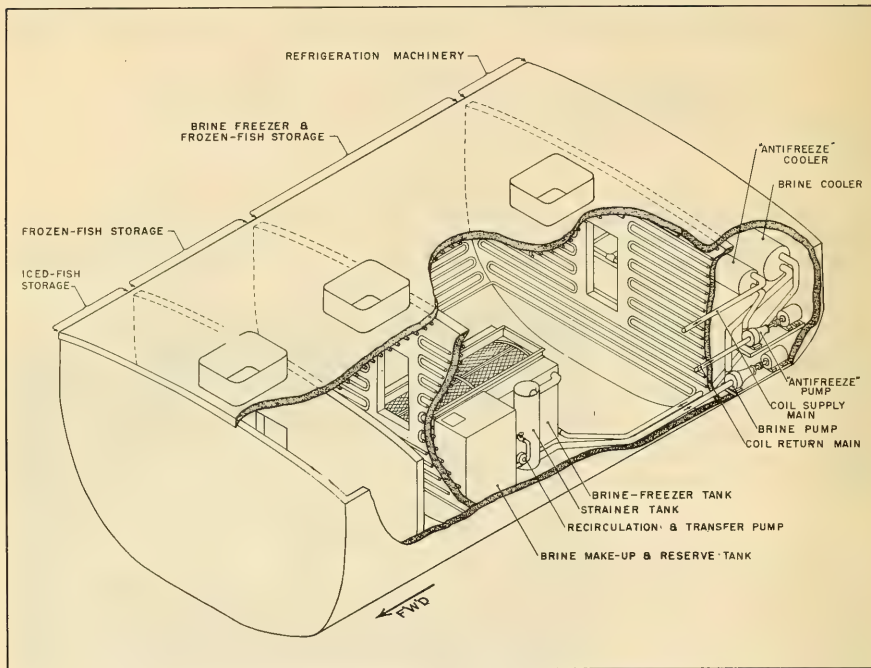 REFRIGERATION MACHINERY
BRINE FREEZER &
FROZEN-FISH STORAGE
FROZEN-FISH STORAGE
ICED-FISH
STORAGE
"ANTIFREEZE"
COOLER
BRINE COOLER
"ANTIFREEZE"
PUMP
COIL SUPPLY
MAIN
BRINE PUMP
COIL RETURN MAIN
BRINE-FREEZER TANK
STRAINER TANK
RECIRCULATION & TRANSFER PUMP
BRINE MAKE-UP & RESERVE TANK
FW'D